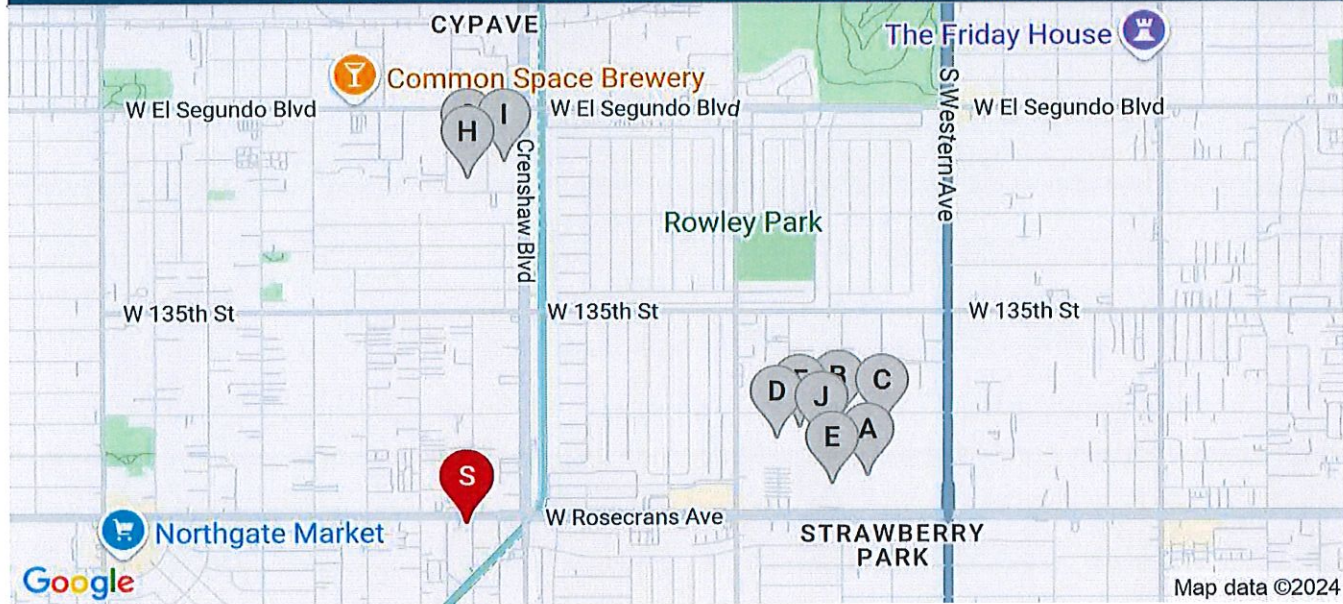 CYPAVE
The Friday House
Common Space Brewery
W El Segundo Blvd
W El Segundo Blvd
W El Segundo Blvd
I
H
S Western Ave
Crenshaw Blvd
Rowley Park
W 135th St
W 135th St
W 135th St
D
J
B
C
E
A
S
W Rosecrans Ave
Northgate Market
STRAWBERRY
PARK
Google
Map data ©2024